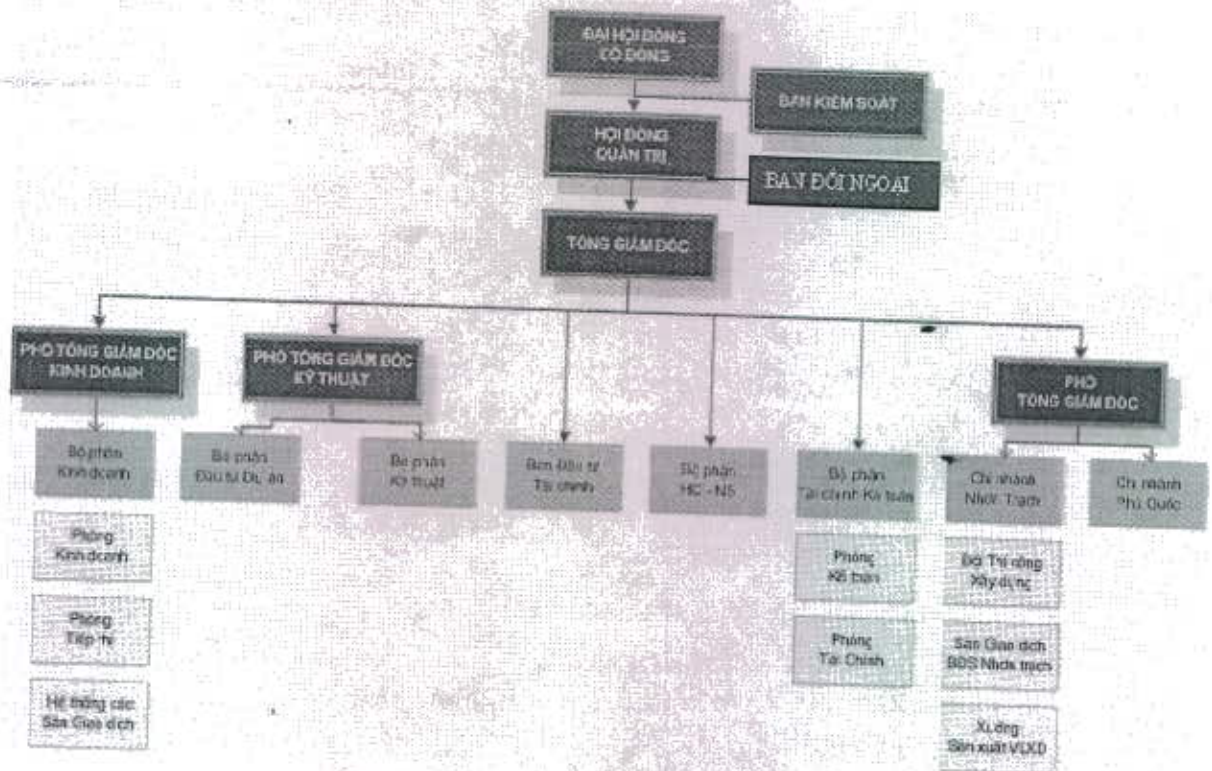 ĐẠI HỘI ĐỒNG
CỔ ĐÔNG
BAN KIỂM SOÁT
HỘI ĐỒNG
QUẢN TRỊ
BAN ĐỐI NGOẠI
TỔNG GIÁM ĐỐC
PHÓ TỔNG GIÁM ĐỐC
KINH DOANH
PHÓ TỔNG GIÁM ĐỐC
KỸ THUẬT
PHÓ
TỔNG GIÁM ĐỐC
Bộ phận
Kinh doanh
Bộ phận
Đầu tư Dự án
Bộ phận
Kỹ thuật
Ban Đầu tư
Tài chính
Bộ phận
HC - NS
Bộ phận
Tài chính Kế toán
Chi nhánh
Nhơn Trạch
Chi nhánh
Phú Quốc
Phòng
Kinh doanh
Phòng
Kế toán
Đội Thi công
Xây dựng
Phòng
Tiếp thị
Phòng
Tài Chính
Sàn Giao dịch
BĐS Nhơn trạch
Hệ thống các
Sàn Giao dịch
Xưởng
Sản xuất VLXD